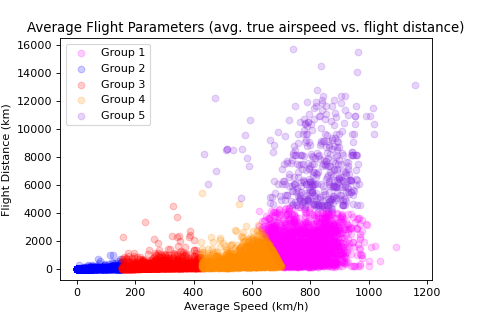 Average Flight Parameters (avg. true airspeed vs. flight distance)
16000
14000
12000
10000
8000
6000
4000
2000
0
Flight Distance (km)
Group 1
Group 2
Group 3
Group 4
Group 5
0 200 400 600 800 1000 1200
Average Speed (km/h)